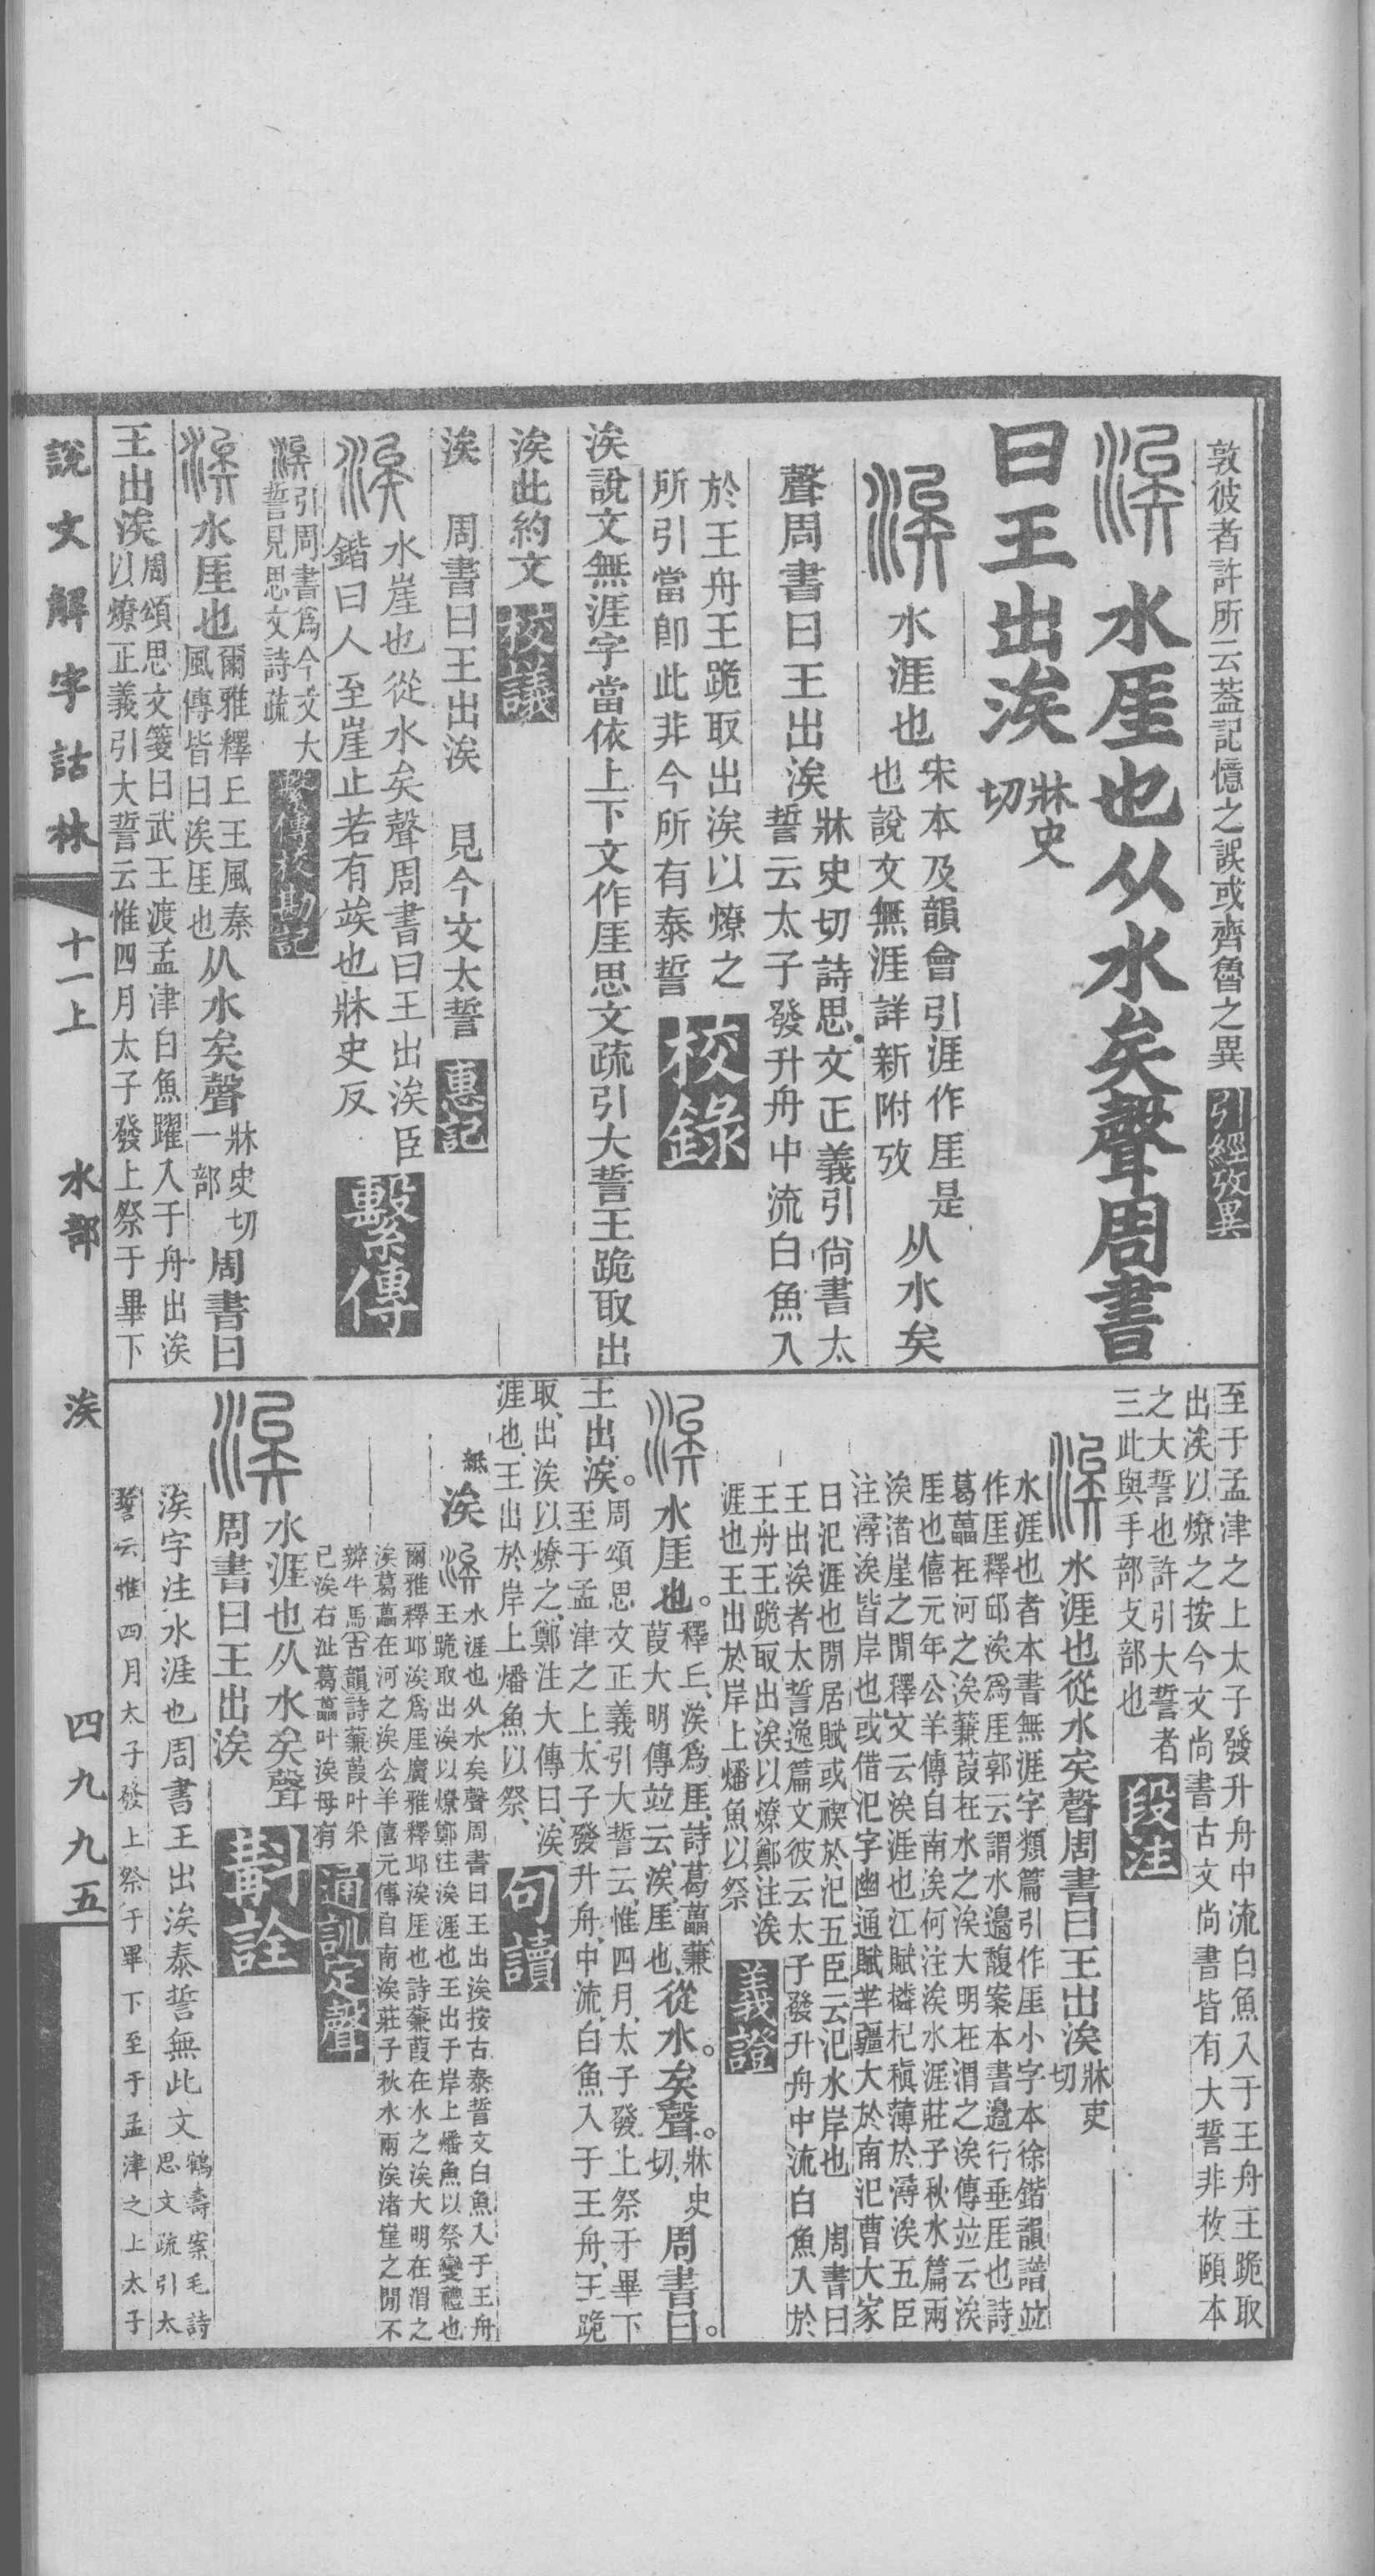 敦彼者許所云葢記憶之誤或齊魯之異 引經攷異
涘 水厓也从水矣聲周書
曰王出涘 牀史
切
涘 水涯也 宋本及韻會引涯作厓是
也說文無涯詳新附攷 从水矣
聲周書曰王出涘 牀史切詩思文正義引尙書太
誓云太子發升舟中流白魚入
於王舟王跪取出涘以燎之
所引當卽此非今所有泰誓 校錄
涘說文無涯字當依上下文作厓思文疏引大誓王跪取出
涘此約文 校議
涘 周書曰王出涘 見今文太誓 惠記
涘 水崖也從水矣聲周書曰王出涘臣
鍇曰人至崖止若有竢也牀史反 繫傳
涘 引周書爲今文大
誓見思文詩疏 繫傳校勘記
涘 水厓也 爾雅釋丘王風秦
風傳皆曰涘厓也 从水矣聲 牀史切
一部 周書曰
王出涘 周頌思文箋曰武王渡孟津白魚躍入于舟出涘
以燎正義引大誓云惟四月太子發上祭于畢下
至于孟津之上太子發升舟中流白魚入于王舟王跪取
出涘以燎之按今文尚書古文尚書皆有大誓非枚頤本
之大誓也許引大誓者
三此與手部攴部也 段注
涘 水涯也從水矣聲周書曰王出涘 牀吏
切
水涯也者本書無涯字類篇引作厓小字本徐鍇韻譜竝
作厓釋邱涘爲厓郭云謂水邊馥案本書邊行垂厓也詩
葛藟在河之涘蒹葭在水之涘大明在渭之涘傳竝云涘
厓也僖元年公羊傳自南涘何注涘水涯莊子秋水篇兩
涘渚崖之閒釋文云涘涯也江賦橉杞稹薄於潯涘五臣
注潯涘皆岸也或借汜字幽通賦芉疆大於南汜曹大家
曰汜涯也閒居賦或禊於汜五臣云汜水岸也 周書曰
王出涘者太誓逸篇文彼云太子發升舟中流白魚入於
王舟王跪取出涘以燎鄭注涘
涯也王出於岸上燔魚以祭 義證
涘 水厓也。 釋丘、涘爲厓、詩葛藟蒹
葭大明傳竝云涘、厓也、 從水。矣聲。 牀史
切、 周書曰。
王出涘。 周頌思文正義引大誓云、惟四月、太子發上祭于畢下
至于孟津之上、太子發升舟、中流、白魚入于王舟、王跪
取、出涘以燎之、鄭注大傳曰、涘
涯也、王出於岸上燔魚以祭、 句讀
涘 水涯也从水矣聲周書曰王出涘按古泰誓文白魚入于王舟
王跪取出涘以燎鄭注涘涯也王出于岸上燔魚以祭變禮也
爾雅釋邱涘爲厓廣雅釋邱涘厓也詩蒹葭在水之涘大明在渭之
涘葛藟在河之涘公羊僖元傳自南涘莊子秋水兩涘渚崖之閒不
辨牛馬古韻詩蒹葭叶采
已涘右沚葛藟叶涘母有 通訓定聲
涘 水涯也从水矣聲
周書曰王出涘 斠詮
涘字注水涯也周書王出涘泰誓無此文 鶴壽案毛詩
思文疏引太
誓云惟四月太子發上祭于畢下至于孟津之上太子
說文解字詁林 十一上 水部 涘 四九九五